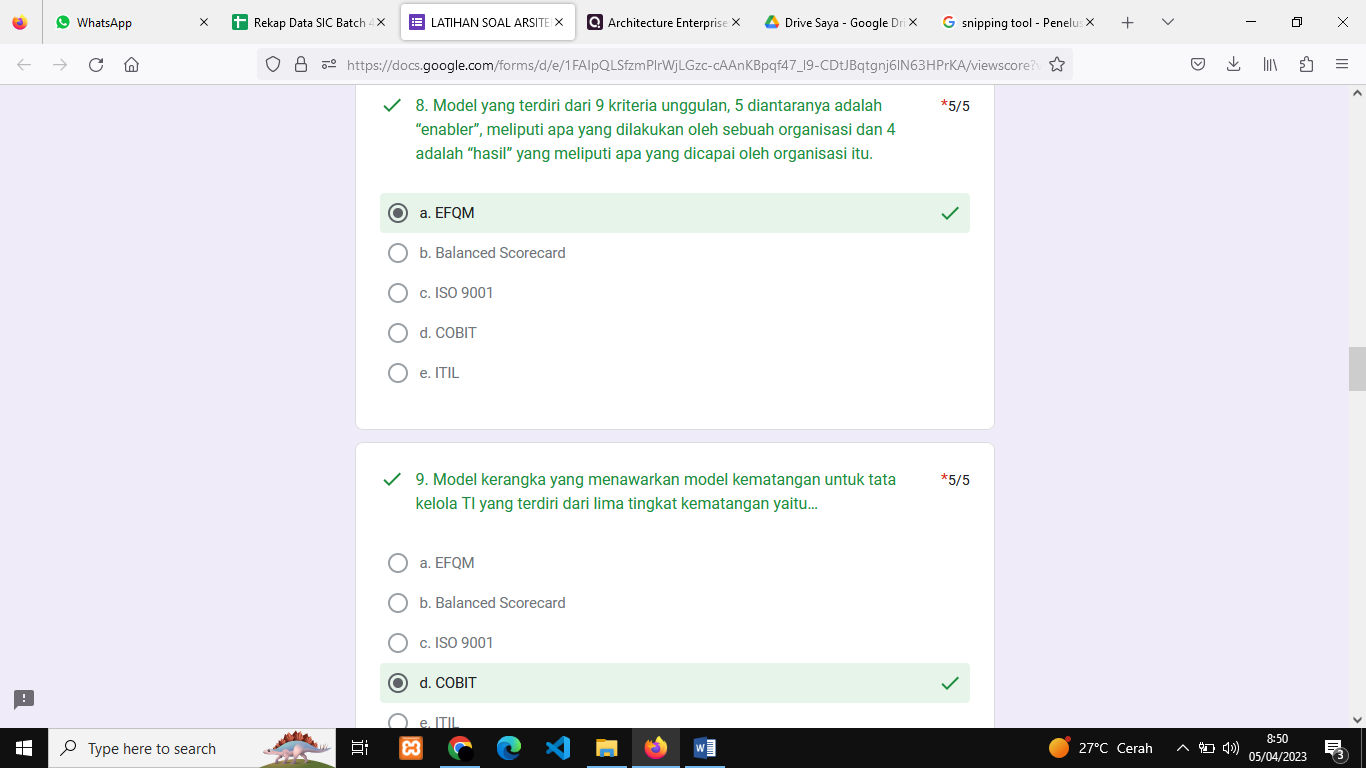 WhatsApp
Rekap Data SIC Batch 4
LATIHAN SOAL ARSITE
Architecture Enterprise
Drive Saya - Google Dri
snipping tool - Penelus
https://docs.google.com/forms/d/e/1FAIpQLSfzmPlrWjLGzc-cAAnKBpqf47_l9-CDtJBqtgnj6lN63HPrKA/viewscore?
8. Model yang terdiri dari 9 kriteria unggulan, 5 diantaranya adalah
*5/5
“enabler”, meliputi apa yang dilakukan oleh sebuah organisasi dan 4
adalah “hasil” yang meliputi apa yang dicapai oleh organisasi itu.
a. EFQM
b. Balanced Scorecard
c. ISO 9001
d. COBIT
e. ITIL
9. Model kerangka yang menawarkan model kematangan untuk tata
*5/5
kelola TI yang terdiri dari lima tingkat kematangan yaitu…
a. EFQM
b. Balanced Scorecard
c. ISO 9001
d. COBIT
e. ITIL
Type here to search
27°C Cerah
8:50
05/04/2023
3